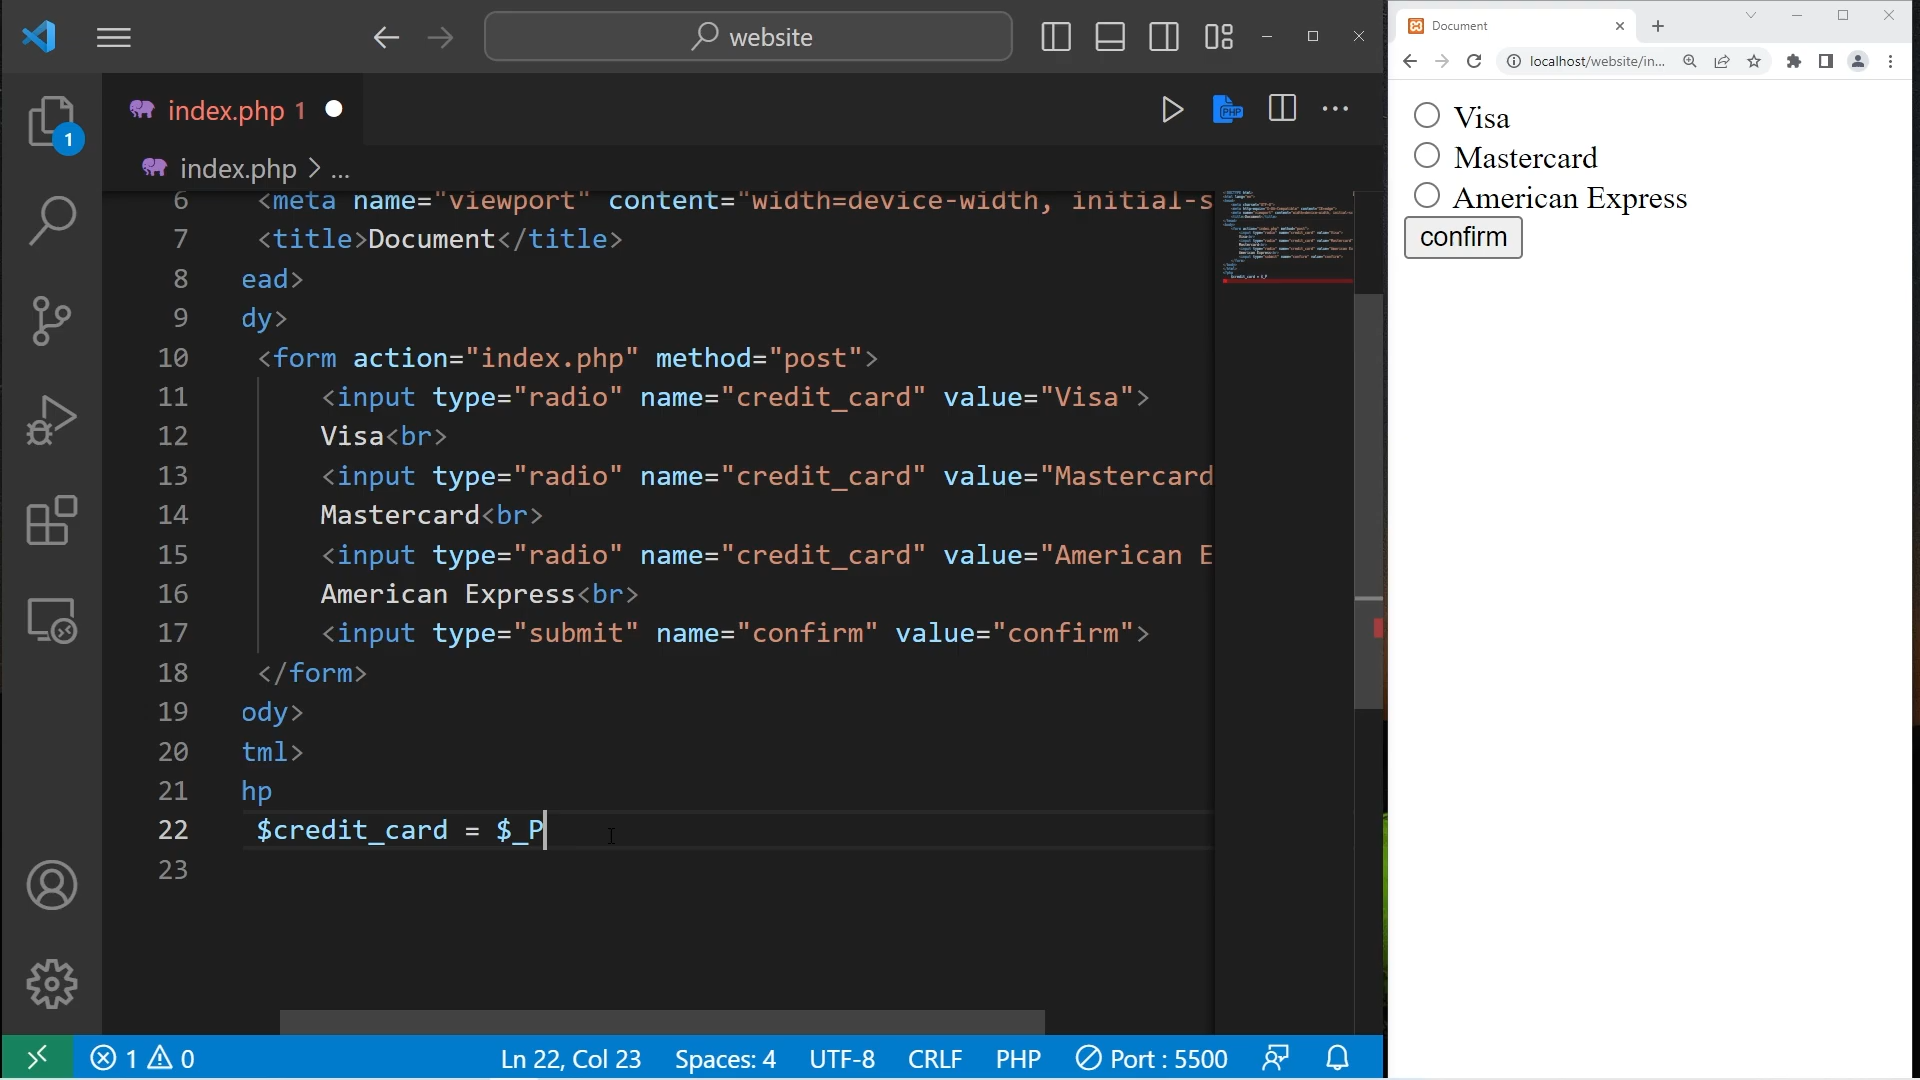 website
index.php 1
index.php > ...
6 <meta name="viewport" content="width=device-width, initial-s
7 <title>Document</title>
8 ead>
9 dy>
10 <form action="index.php" method="post">
11 <input type="radio" name="credit_card" value="Visa">
12 Visa<br>
13 <input type="radio" name="credit_card" value="Mastercard
14 Mastercard<br>
15 <input type="radio" name="credit_card" value="American E
16 American Express<br>
17 <input type="submit" name="confirm" value="confirm">
18 </form>
19 ody>
20 tml>
21 hp
22 $credit_card = $_P
23
1
PHP
1 0 Ln 22, Col 23 Spaces: 4 UTF-8 CRLF PHP Port : 5500
Document
localhost/website/in...
Visa
Mastercard
American Express
confirm